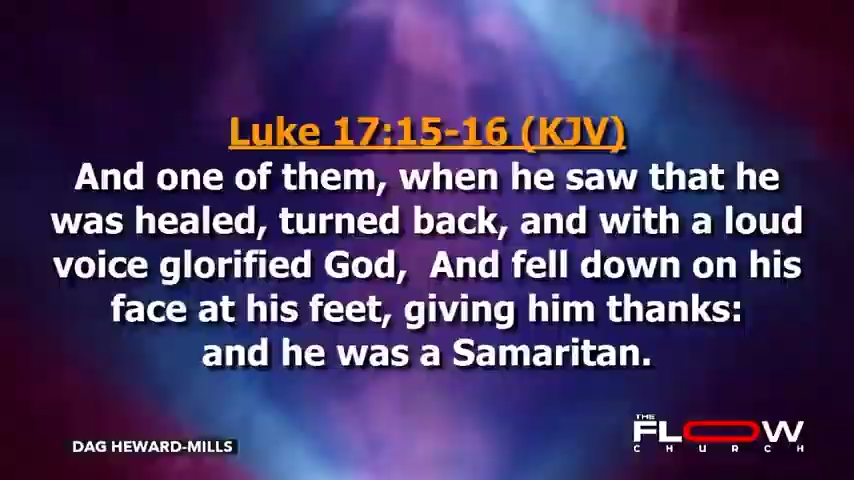 Luke 17:15-16 (KJV)
And one of them, when he saw that he
was healed, turned back, and with a loud
voice glorified God,  And fell down on his
face at his feet, giving him thanks:
and he was a Samaritan.
DAG HEWARD-MILLS
THE
FLOW
CHURCH